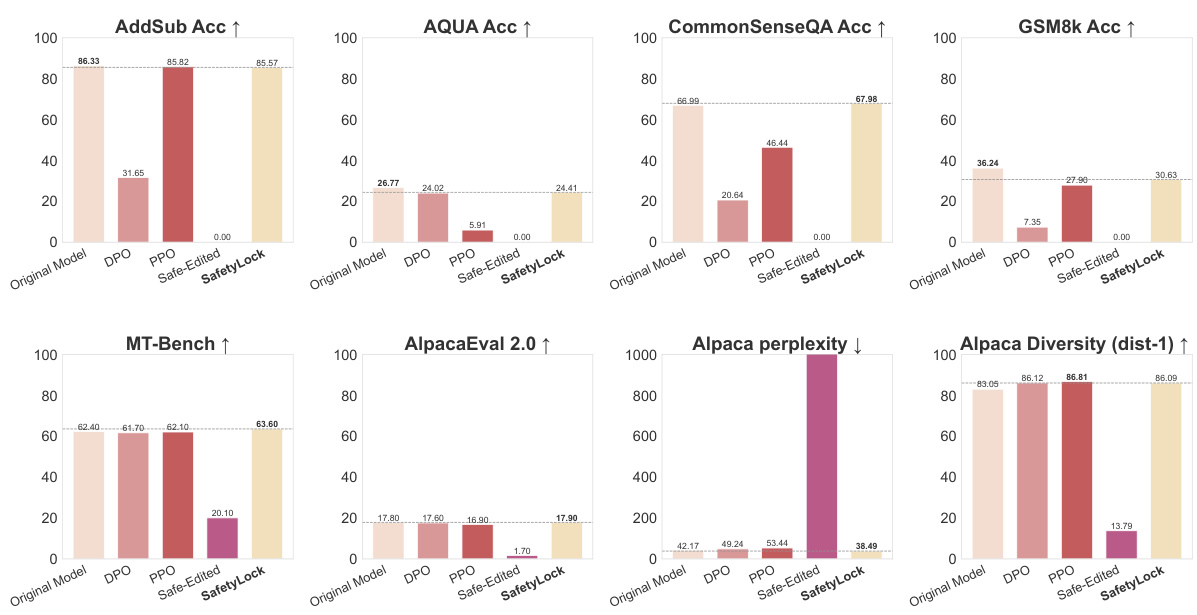 AddSub Acc ↑
100
80
60
40
20
0
86.33
31.65
85.82
0.00
85.57
Original Model
DPO
PPO
Safe-Edited
SafetyLock
AQUA Acc ↑
100
80
60
40
20
0
26.77
24.02
5.91
0.00
24.41
Original Model
DPO
PPO
Safe-Edited
SafetyLock
CommonSenseQA Acc ↑
100
80
60
40
20
0
66.99
20.64
46.44
0.00
67.98
Original Model
DPO
PPO
Safe-Edited
SafetyLock
GSM8k Acc ↑
100
80
60
40
20
0
36.24
7.35
27.90
0.00
30.63
Original Model
DPO
PPO
Safe-Edited
SafetyLock
MT-Bench ↑
100
80
60
40
20
0
62.40
61.70
62.10
20.10
63.60
Original Model
DPO
PPO
Safe-Edited
SafetyLock
AlpacaEval 2.0 ↑
100
80
60
40
20
0
17.80
17.60
16.90
1.70
17.90
Original Model
DPO
PPO
Safe-Edited
SafetyLock
Alpaca perplexity ↓
1000
800
600
400
200
0
42.17
49.24
53.44
38.49
Original Model
DPO
PPO
Safe-Edited
SafetyLock
Alpaca Diversity (dist-1) ↑
100
80
60
40
20
0
83.05
86.12
86.81
13.79
86.09
Original Model
DPO
PPO
Safe-Edited
SafetyLock